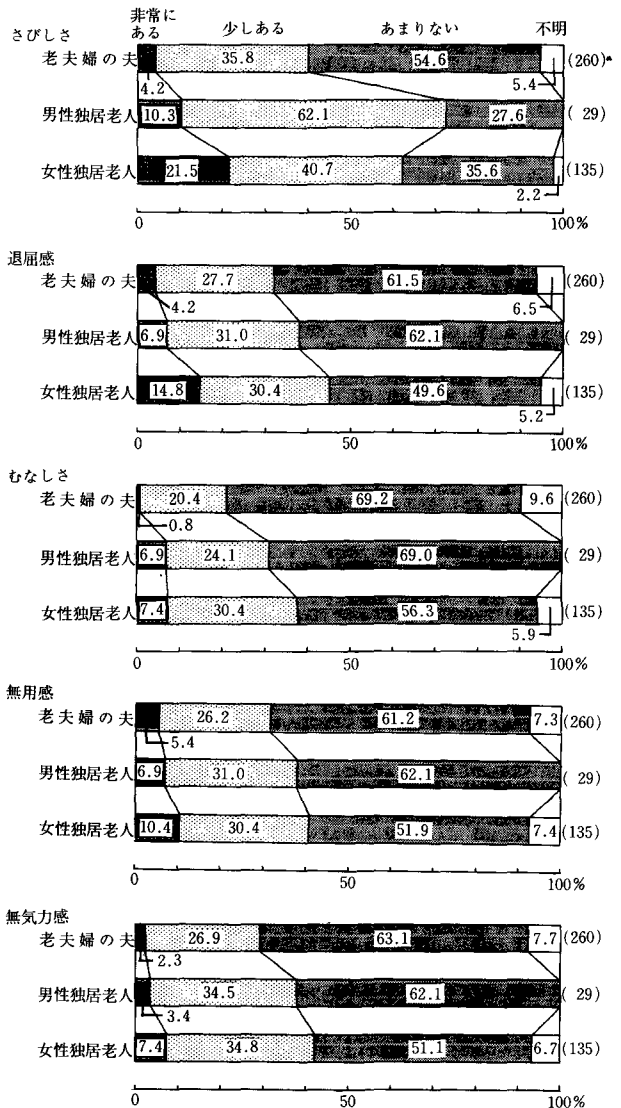 非常に
ある 少しある あまりない 不明
さびしさ
老夫婦の夫 35.8 54.6 (260)*
4.2 5.4
男性独居老人 10.3 62.1 27.6 ( 29)
女性独居老人 21.5 40.7 35.6 (135)
2.2
0 50 100%
退屈感
老夫婦の夫 27.7 61.5 (260)
4.2 6.5
男性独居老人 6.9 31.0 62.1 ( 29)
女性独居老人 14.8 30.4 49.6 (135)
5.2
0 50 100%
むなしさ
老夫婦の夫 20.4 69.2 9.6 (260)
0.8
男性独居老人 6.9 24.1 69.0 ( 29)
女性独居老人 7.4 30.4 56.3 (135)
5.9
0 50 100%
無用感
老夫婦の夫 26.2 61.2 7.3 (260)
5.4
男性独居老人 6.9 31.0 62.1 ( 29)
女性独居老人 10.4 30.4 51.9 7.4 (135)
0 50 100%
無気力感
老夫婦の夫 26.9 63.1 7.7 (260)
2.3
男性独居老人 34.5 62.1 ( 29)
3.4
女性独居老人 7.4 34.8 51.1 6.7 (135)
0 50 100%